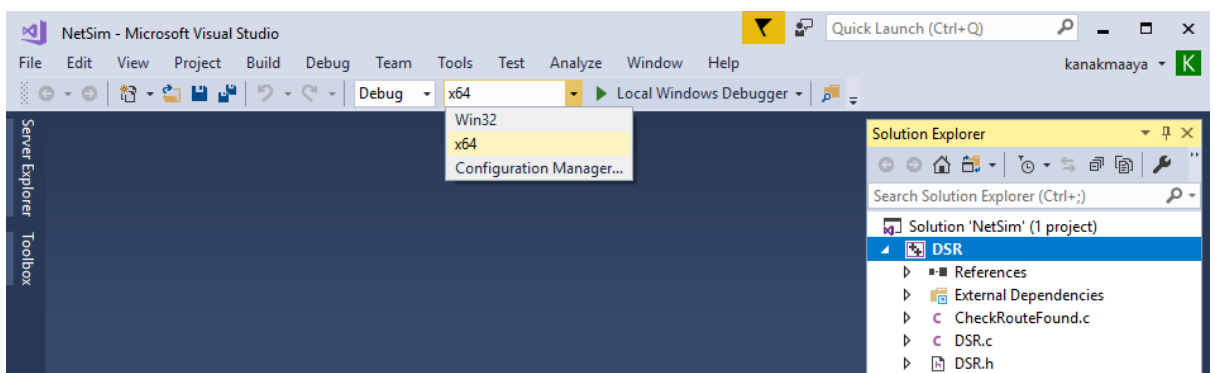 NetSim - Microsoft Visual Studio
Quick Launch (Ctrl+Q)
File Edit View Project Build Debug Team Tools Test Analyze Window Help
kanakmaaya K
Debug x64 Local Windows Debugger
Win32
x64
Configuration Manager...
Server Explorer
Toolbox
Solution Explorer
Search Solution Explorer (Ctrl+;)
Solution 'NetSim' (1 project)
DSR
References
External Dependencies
C CheckRouteFound.c
C DSR.c
h DSR.h